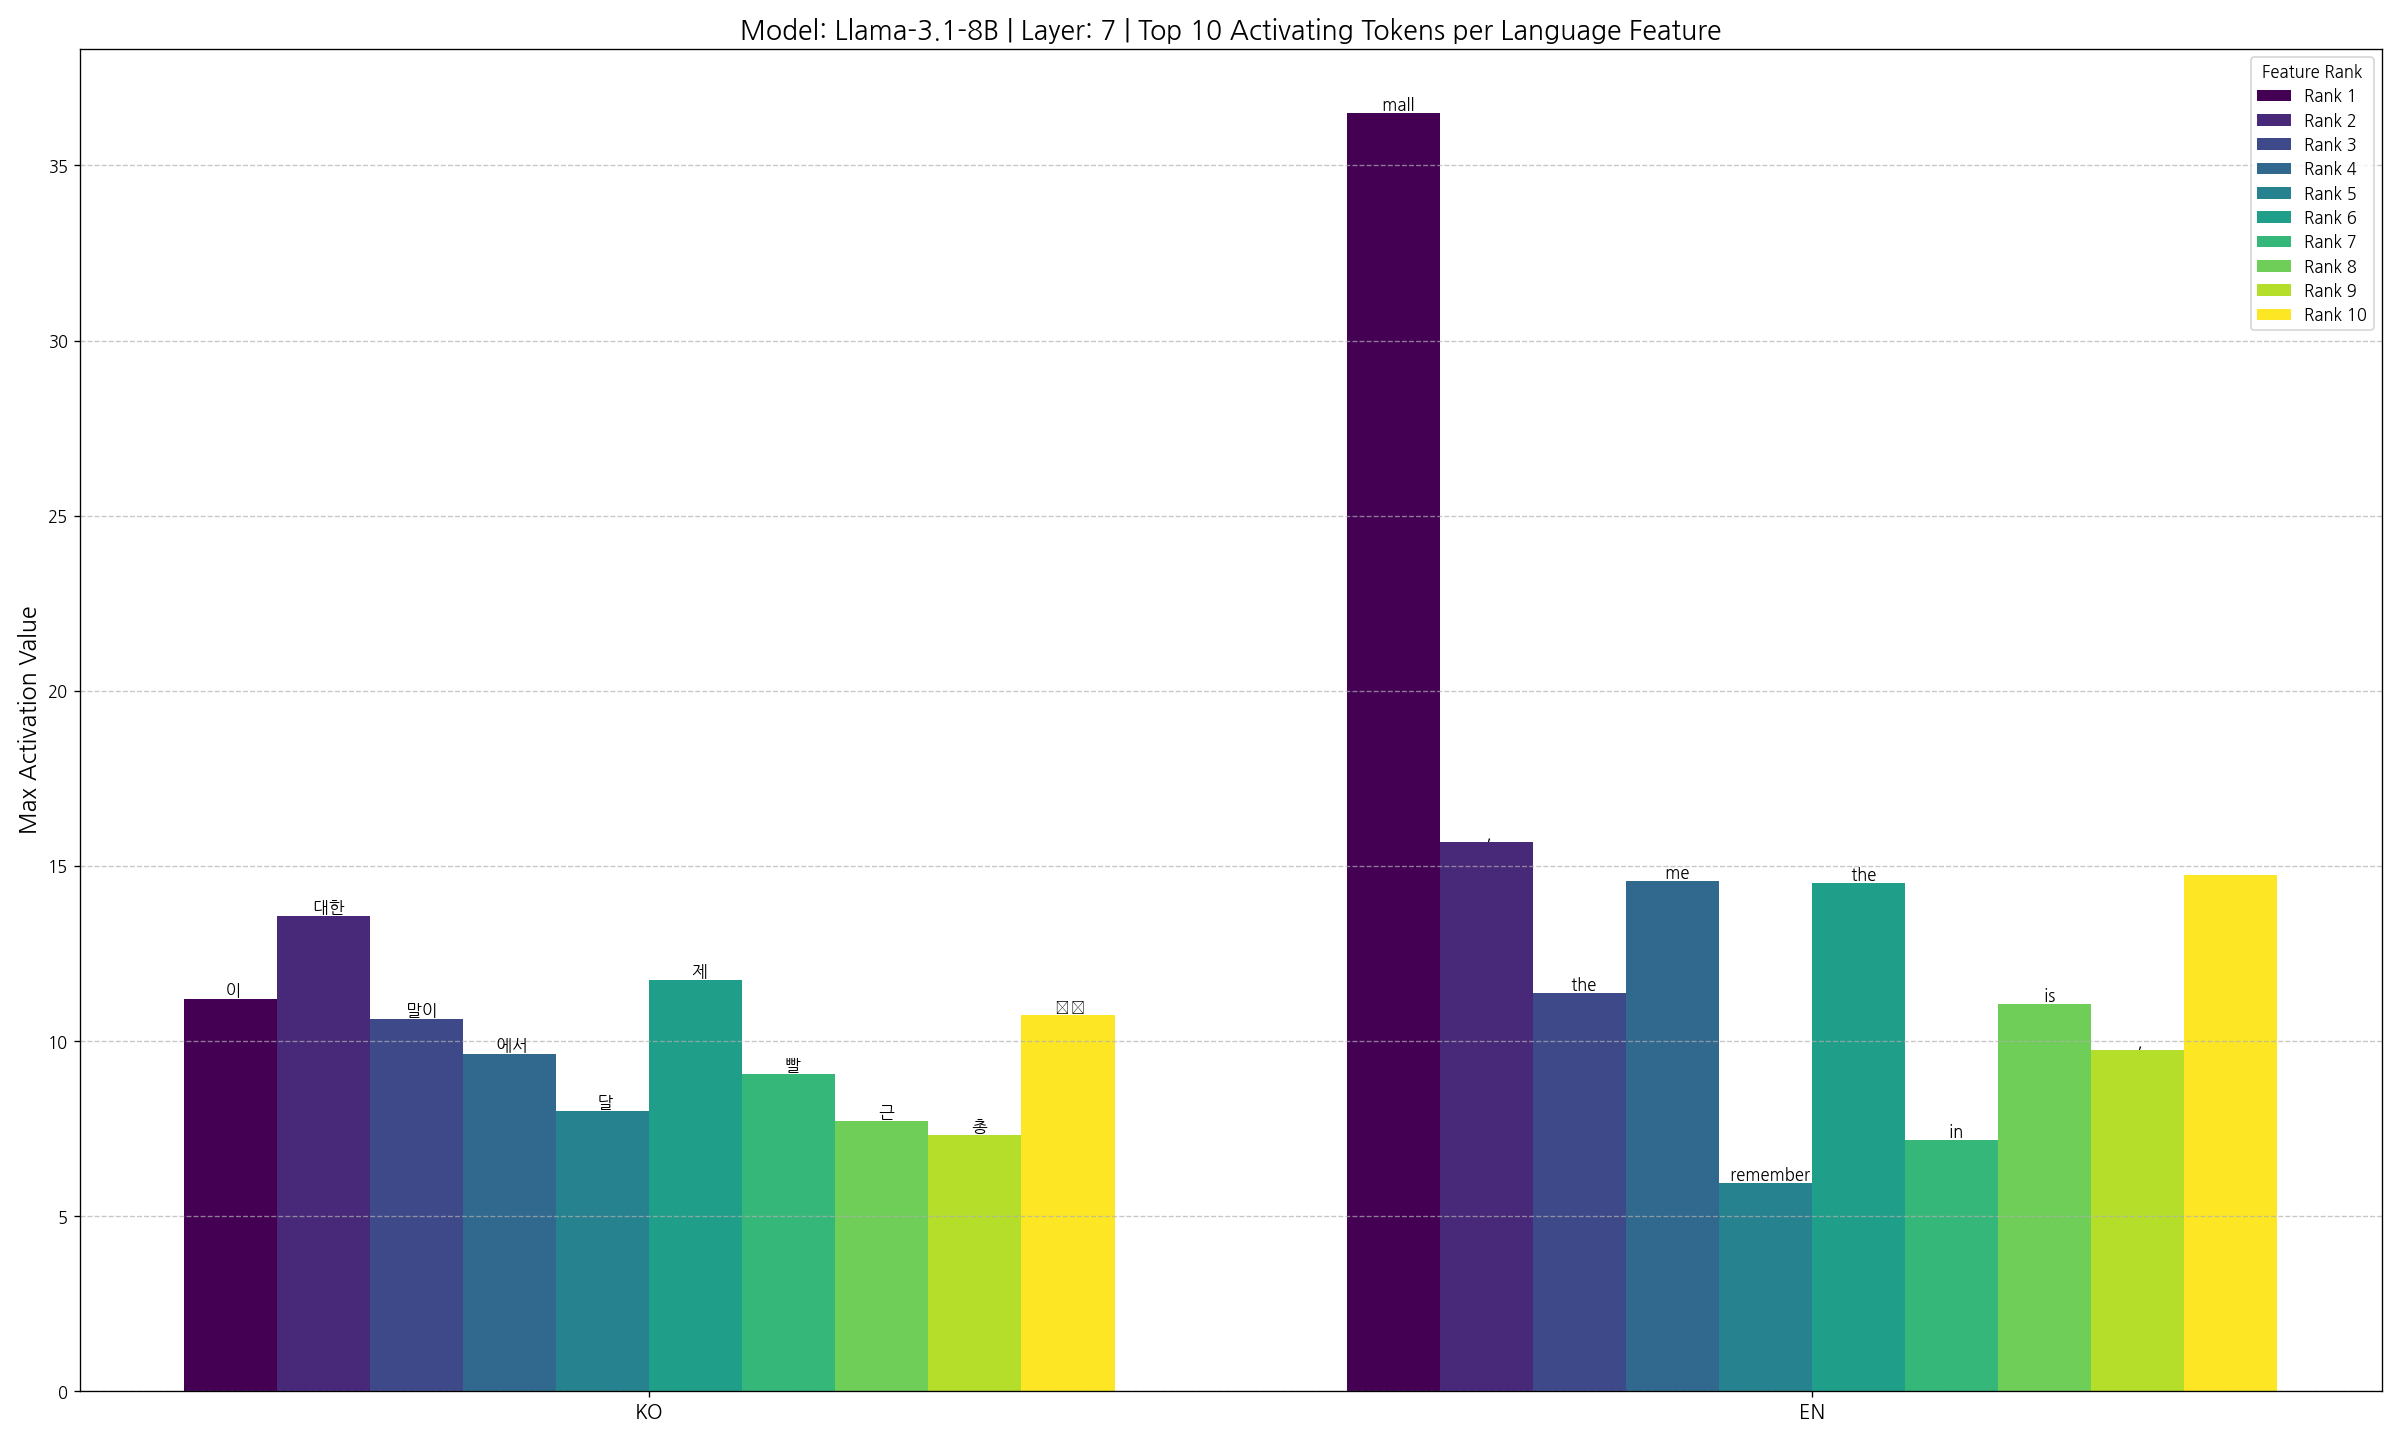 Model: Llama-3.1-8B | Layer: 7 | Top 10 Activating Tokens per Language Feature
Max Activation Value
35
30
25
20
15
10
5
0
이
대한
말이
에서
달
제
빨
근
총
mall
,
the
me
remember
the
in
is
,
KO
EN
Feature Rank
Rank 1
Rank 2
Rank 3
Rank 4
Rank 5
Rank 6
Rank 7
Rank 8
Rank 9
Rank 10